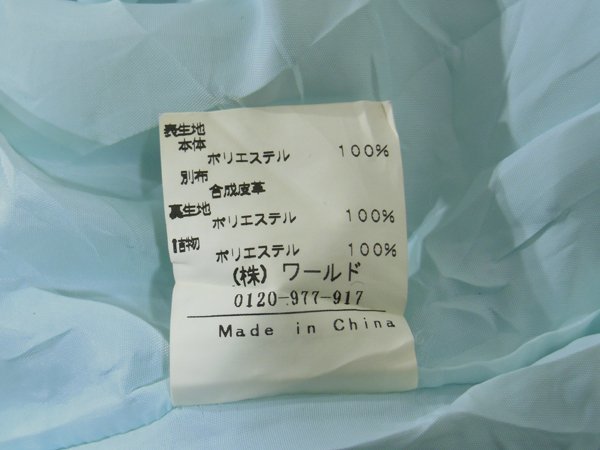 表生地
本体
ポリエステル 100%
別布
合成皮革
裏生地
ポリエステル 100%
詰物
ポリエステル 100%
(株) ワールド
0120-977-917
Made in China